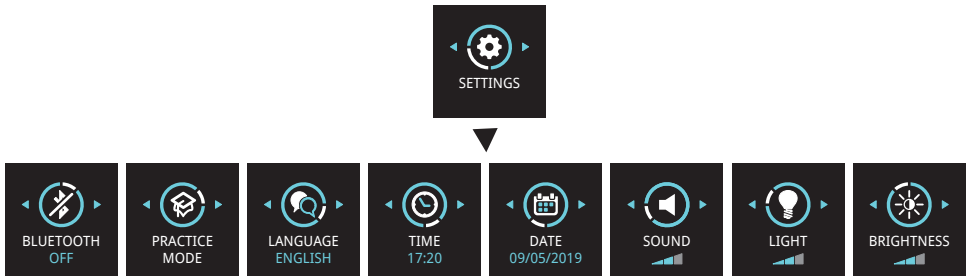 SETTINGS
BLUETOOTH
OFF
PRACTICE
MODE
LANGUAGE
ENGLISH
TIME
17:20
DATE
09/05/2019
SOUND
LIGHT
BRIGHTNESS